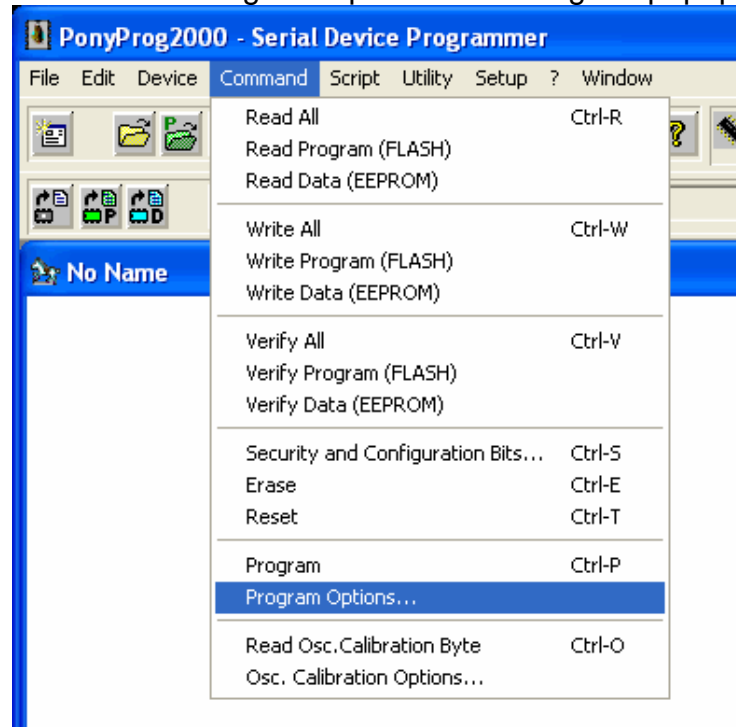 PonyProg2000 - Serial Device Programmer
File Edit Device Command Script Utility Setup ? Window
Read All Ctrl-R
Read Program (FLASH)
Read Data (EEPROM)
Write All Ctrl-W
Write Program (FLASH)
Write Data (EEPROM)
No Name
Verify All Ctrl-V
Verify Program (FLASH)
Verify Data (EEPROM)
Security and Configuration Bits... Ctrl-S
Erase Ctrl-E
Reset Ctrl-T
Program Ctrl-P
Program Options...
Read Osc.Calibration Byte Ctrl-O
Osc. Calibration Options...